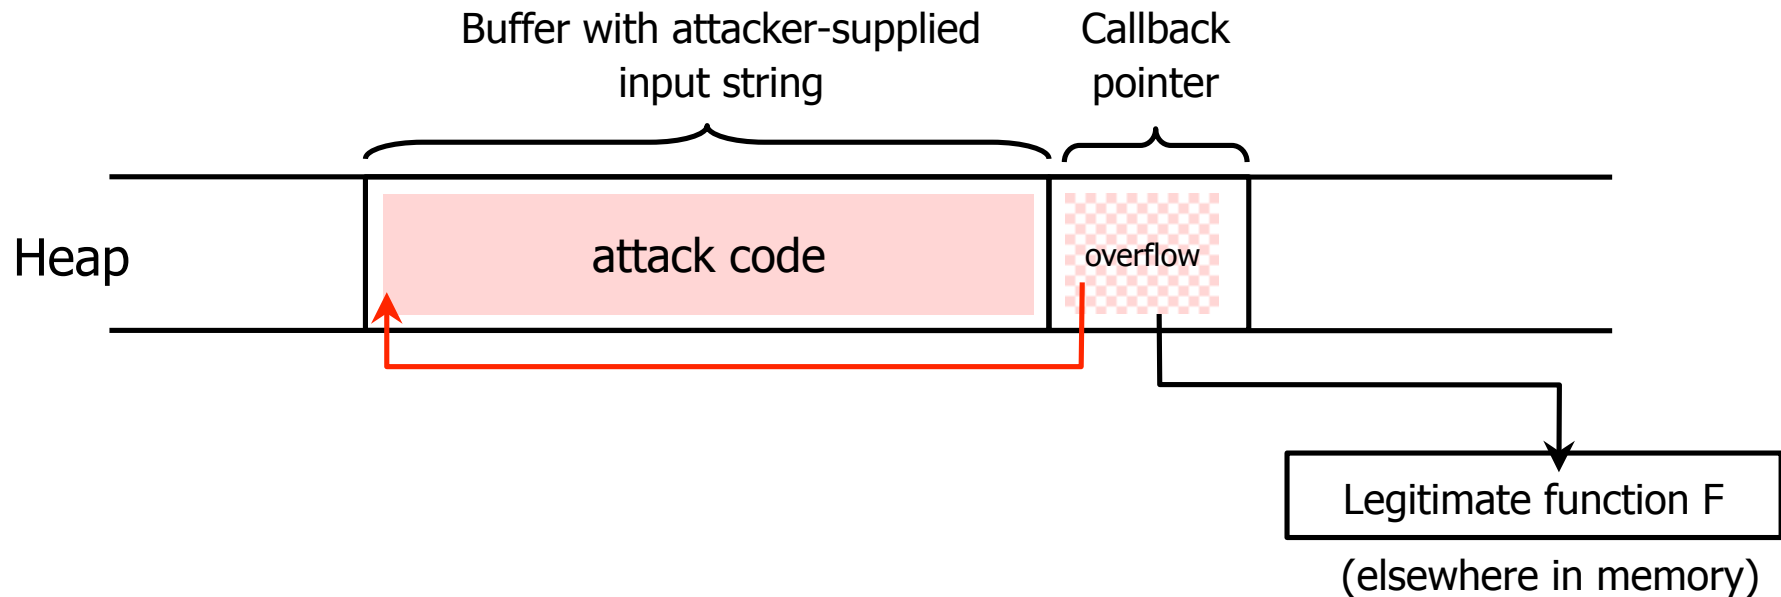 Buffer with attacker-supplied
input string
Callback
pointer
Heap
attack code
overflow
Legitimate function F
(elsewhere in memory)